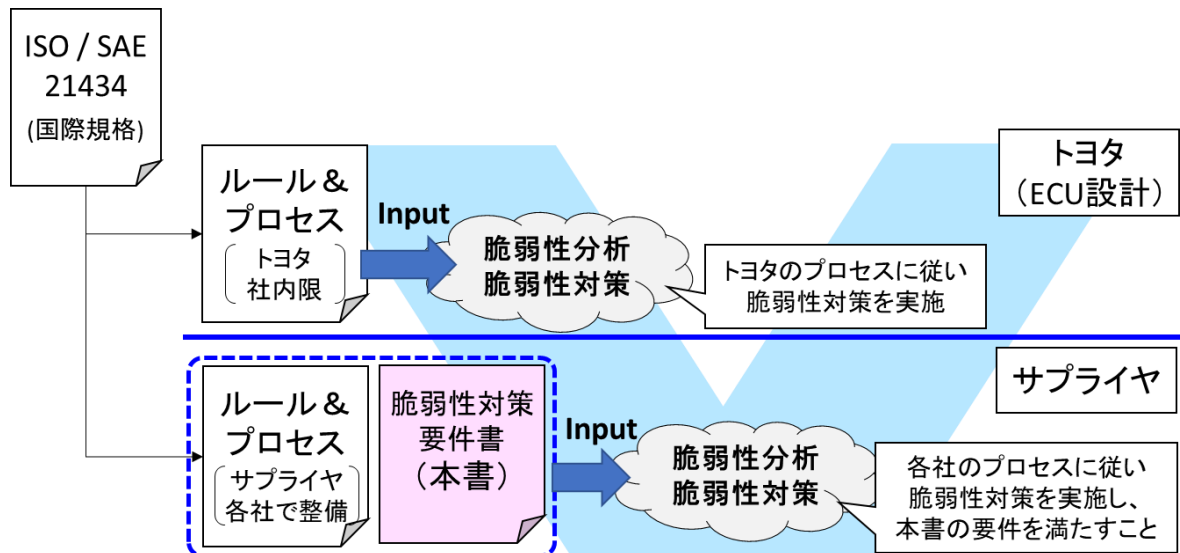 ISO / SAE
21434
(国際規格)
ルール＆
プロセス
トヨタ
社内限
Input
脆弱性分析
脆弱性対策
トヨタ
（ECU設計）
トヨタのプロセスに従い
脆弱性対策を実施
サプライヤ
ルール＆
プロセス
サプライヤ
各社で整備
脆弱性対策
要件書
（本書）
Input
脆弱性分析
脆弱性対策
各社のプロセスに従い
脆弱性対策を実施し、
本書の要件を満たすこと